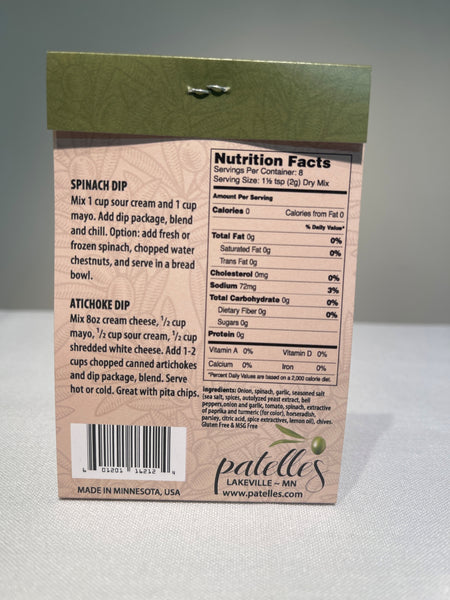 SPINACH DIP
Mix 1 cup sour cream and 1 cup
mayo. Add dip package, blend
and chill. Option: add fresh or
frozen spinach, chopped water
chestnuts, and serve in a bread
bowl.
ATICHOKE DIP
Mix 8oz cream cheese, 1/2 cup
mayo, 1/2 cup sour cream, 1/2 cup
shredded white cheese. Add 1-2
cups chopped canned artichokes
and dip package, blend. Serve
hot or cold. Great with pita chips.
6 01201 16212 4
MADE IN MINNESOTA, USA
Nutrition Facts
Servings Per Container: 8
Serving Size: 1½ tsp (2g) Dry Mix
Amount Per Serving
Calories 0 Calories from Fat 0
% Daily Value*
Total Fat 0g 0%
Saturated Fat 0g 0%
Trans Fat 0g
Cholesterol 0mg 0%
Sodium 72mg 3%
Total Carbohydrate 0g 0%
Dietary Fiber 0g 0%
Sugars 0g
Protein 0g
Vitamin A 0% Vitamin D 0%
Calcium 0% Iron 0%
*Percent Daily Values are based on a 2,000 calorie diet.
Ingredients: Onion, spinach, garlic, seasoned salt
(sea salt, spices, autolyzed yeast extract, bell
peppers,onion and garlic, tomato, spinach, extractive
of paprika and turmeric (for color), horseradish,
parsley, citric acid, spice extractives, lemon oil), chives.
Gluten Free & MSG Free
patelles
LAKEVILLE ~ MN
www.patelles.com